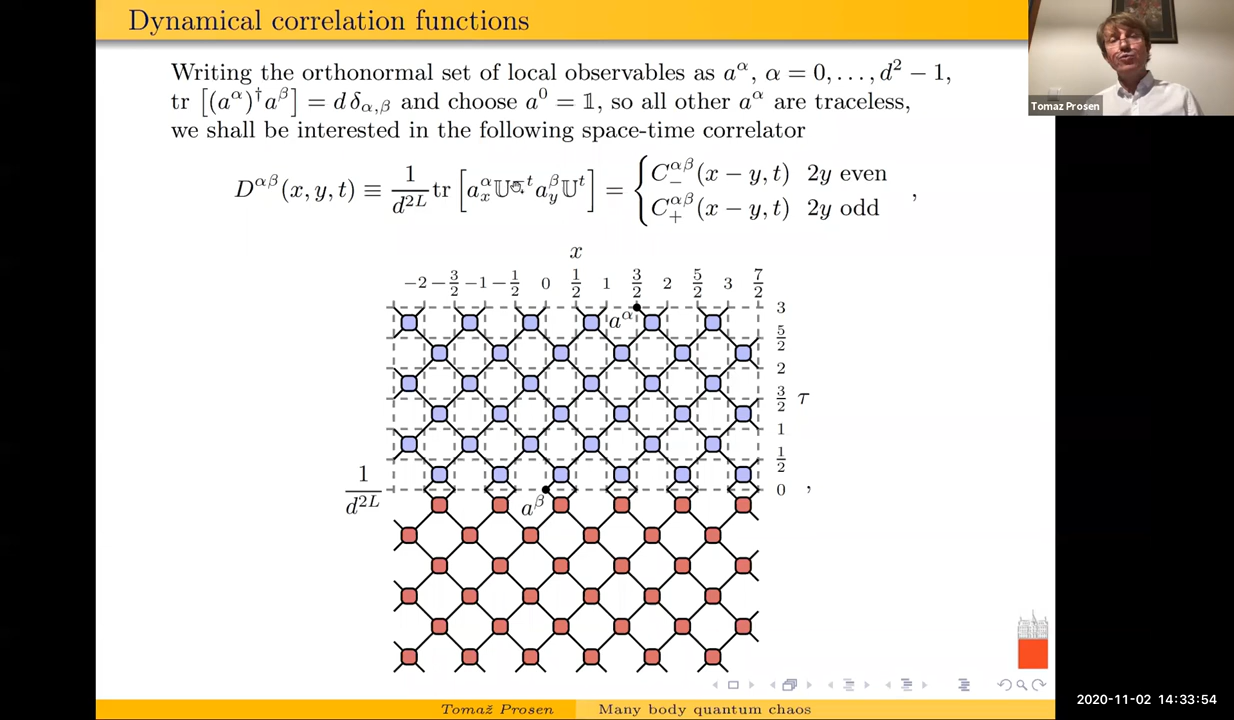 Dynamical correlation functions
Tomaz Prosen
Writing the orthonormal set of local observables as a^α, α = 0, . . . , d² − 1,
tr [(a^α)†a^β] = d δ_{α,β} and choose a⁰ = 𝟙, so all other a^α are traceless,
we shall be interested in the following space-time correlator
D^{αβ}(x, y, t) ≡ 1/d^{2L} tr [a^α_x 𝕌^{−t} a^β_y 𝕌^t] = { C^{αβ}_−(x − y, t) 2y even
C^{αβ}_+(x − y, t) 2y odd ,
x
−2 −3/2 −1 −1/2 0 1/2 1 3/2 2 5/2 3 7/2
a^α
3
5/2
2
3/2 τ
1
1/2
1/d^{2L}
a^β
0 ,
Tomaž Prosen Many body quantum chaos
2020-11-02 14:33:54